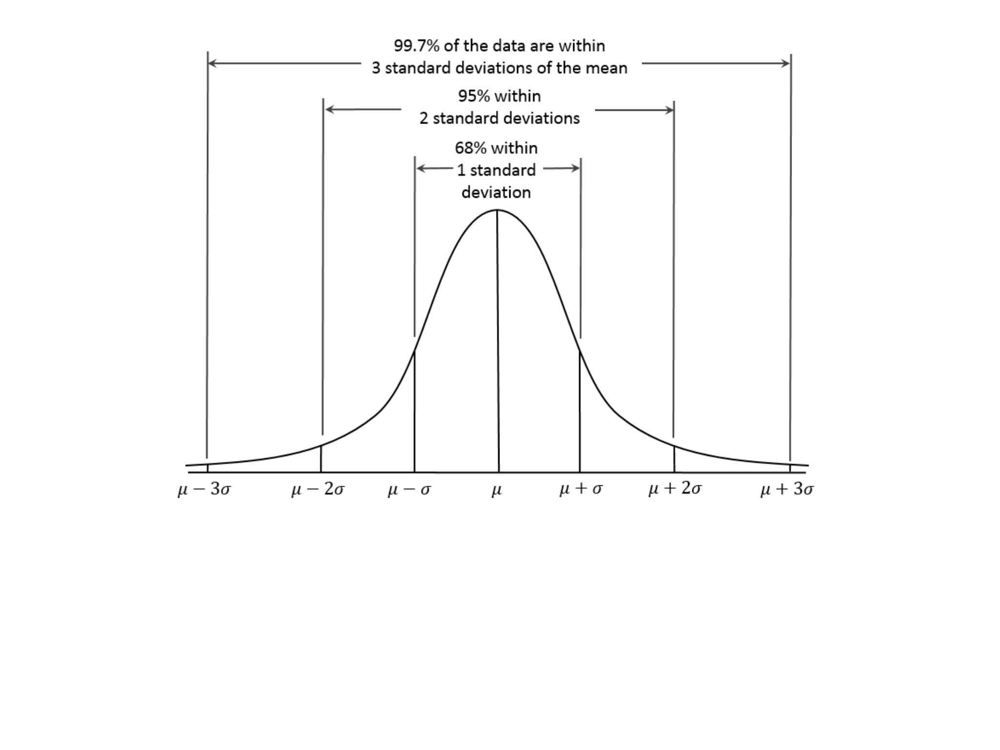 99.7% of the data are within
3 standard deviations of the mean
95% within
2 standard deviations
68% within
1 standard
deviation
μ − 3σ μ − 2σ μ − σ μ μ + σ μ + 2σ μ + 3σ